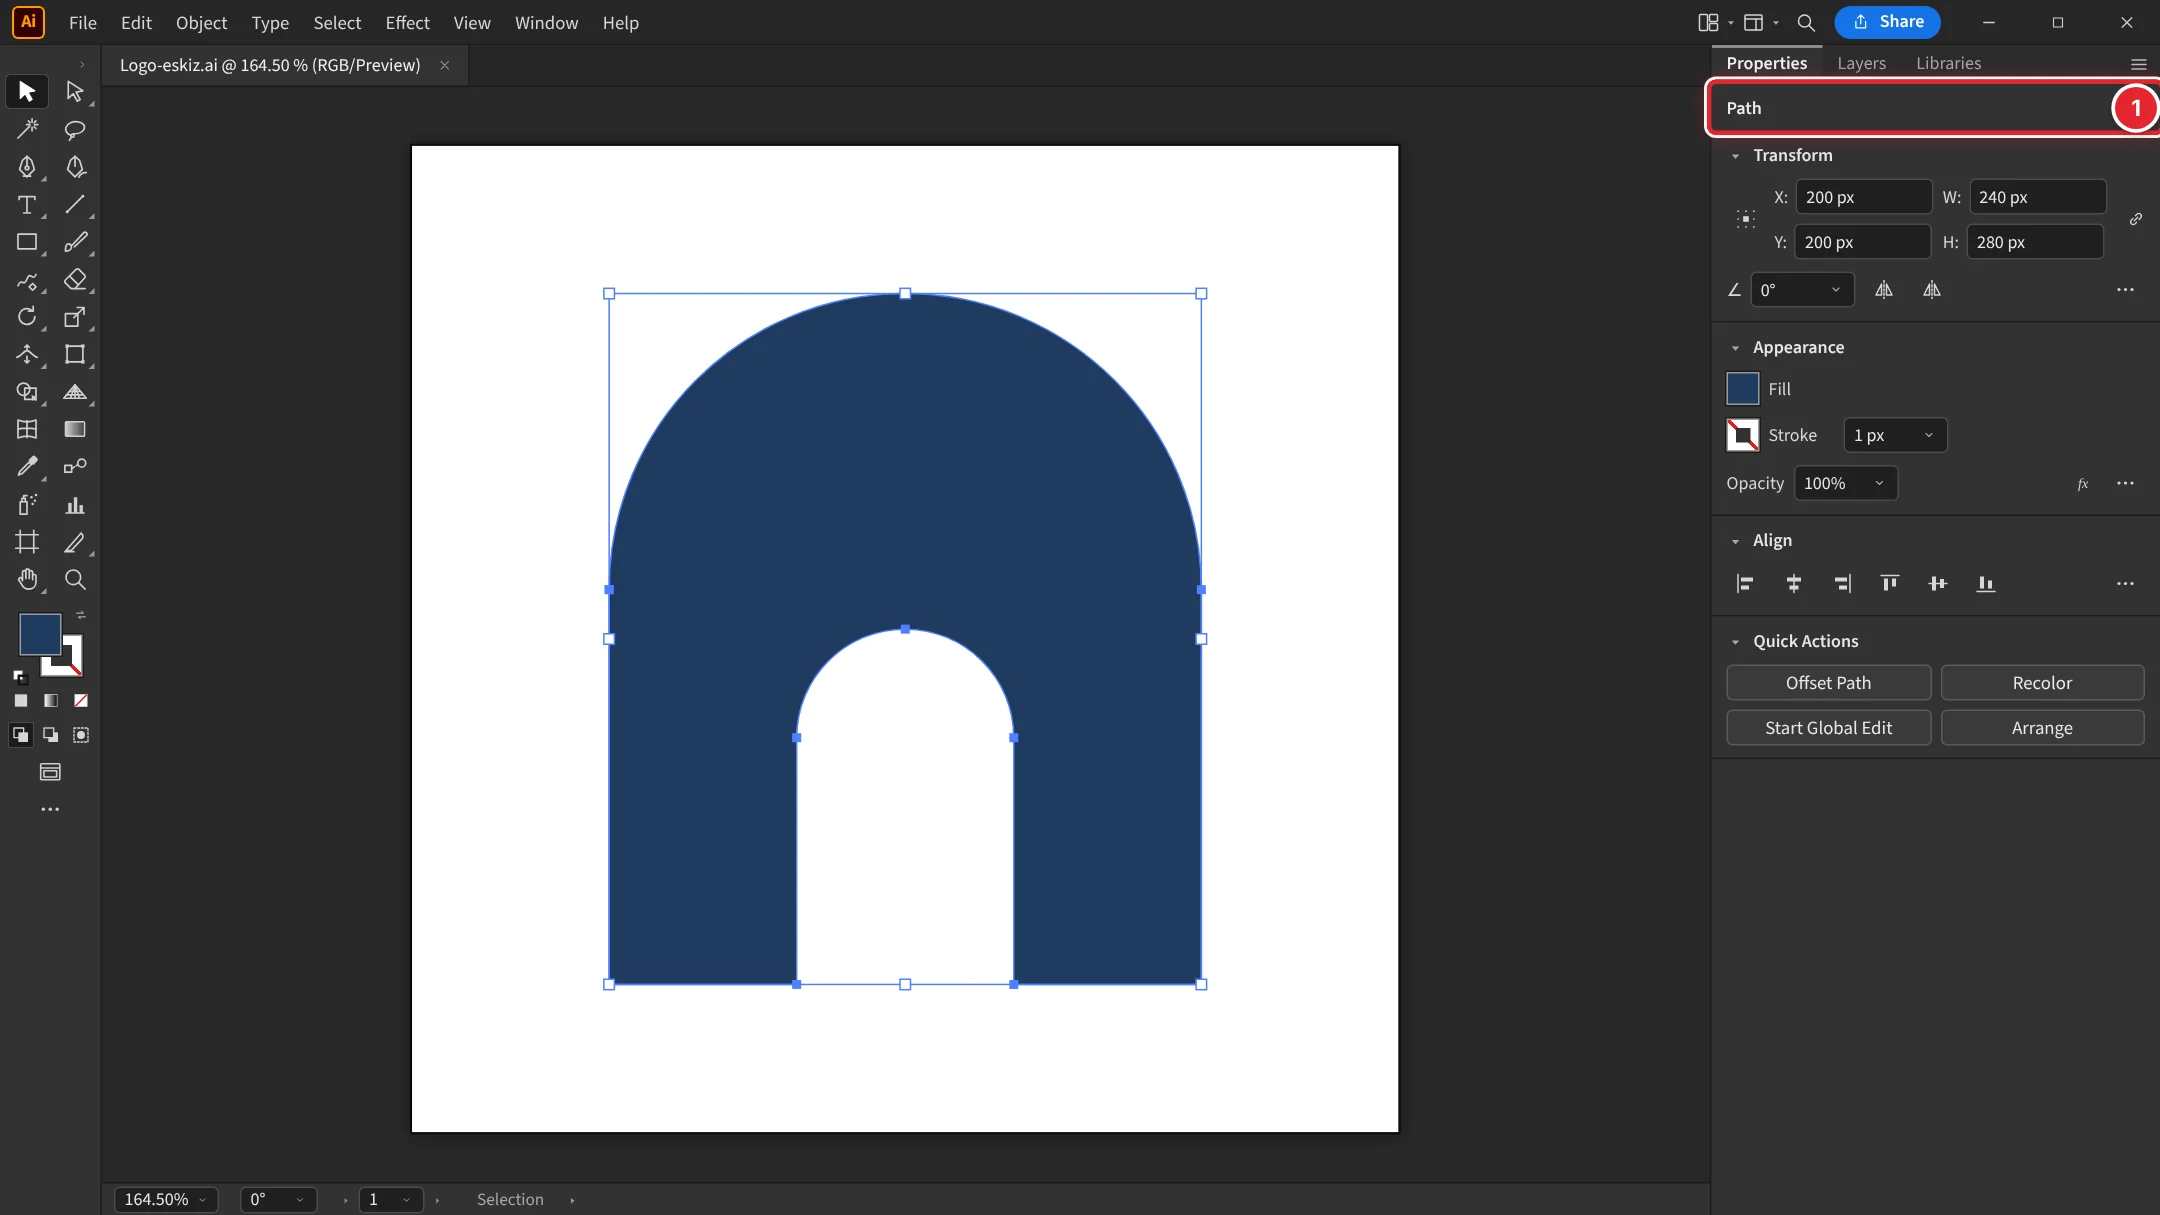 Ai File Edit Object Type Select Effect View Window Help Share
Logo-eskiz.ai @ 164.50 % (RGB/Preview)
Properties Layers Libraries
Path 1
Transform
X: 200 px W: 240 px
Y: 200 px H: 280 px
0°
Appearance
Fill
Stroke 1 px
Opacity 100% fx
Align
Quick Actions
Offset Path Recolor
Start Global Edit Arrange
164.50% 0° 1 Selection